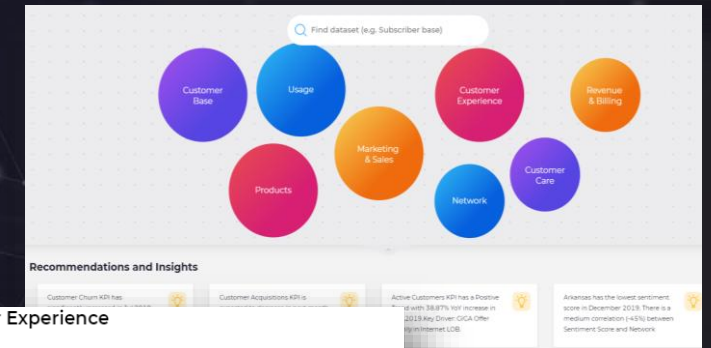 Find dataset (e.g. Subscriber base)
Customer
Base
Usage
Customer
Experience
Revenue
& Billing
Marketing
& Sales
Products
Network
Customer
Care
Recommendations and Insights
Customer Churn KPI has
Customer Acquisitions KPI is
Active Customers KPI has a Positive
with 38,87% YoY increase in
2019.Key Driver: GIGA Offer
in Internet LOB.
Arkansas has the lowest sentiment
score in December 2019; There is a
medium correlation (-45%) between
Sentiment Score and Network
Experience